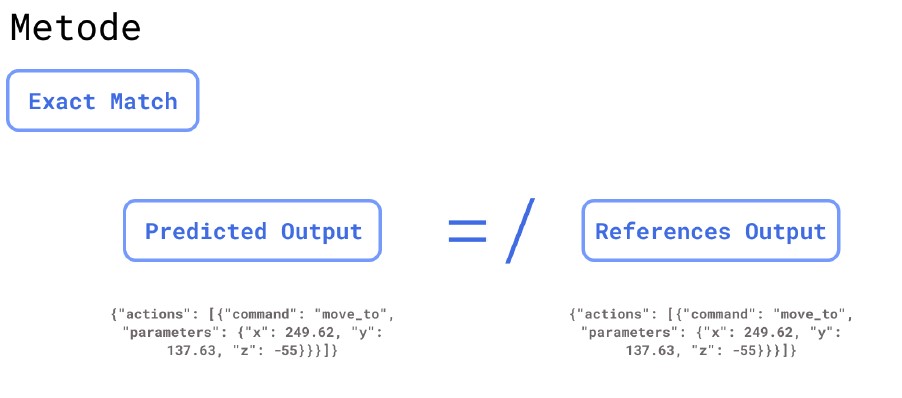 Metode
Exact Match
Predicted Output
=/
References Output
{"actions": [{"command": "move_to",
"parameters": {"x": 249.62, "y":
137.63, "z": -55}}}]}
{"actions": [{"command": "move_to",
"parameters": {"x": 249.62, "y":
137.63, "z": -55}}}]}